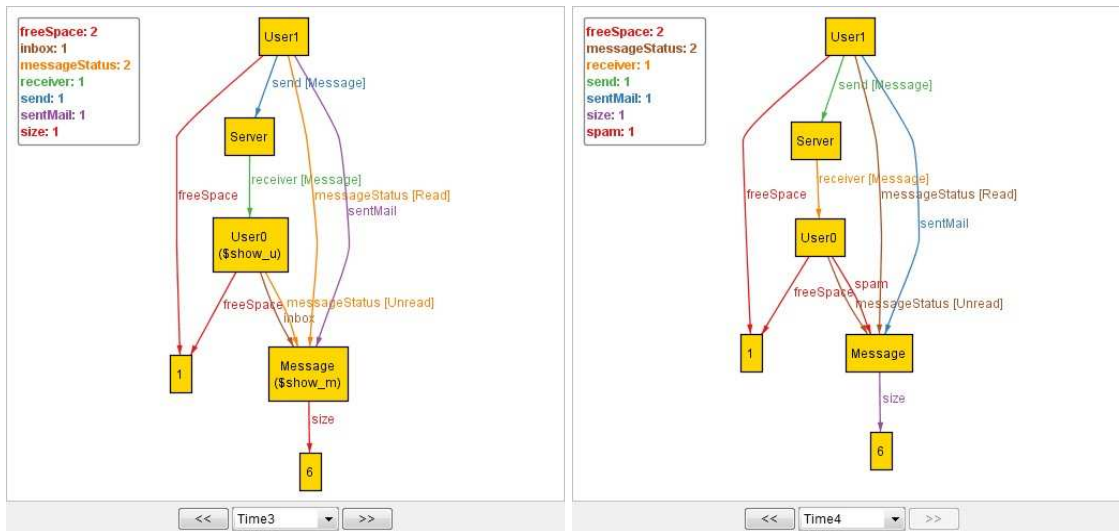 freeSpace: 2
inbox: 1
messageStatus: 2
receiver: 1
send: 1
sentMail: 1
size: 1
User1
send [Message]
Server
receiver [Message]
freeSpace
messageStatus [Read]
sentMail
User0
($show_u)
freeSpace
messageStatus [Unread]
inbox
1
Message
($show_m)
size
6
<< Time3 >>
freeSpace: 2
messageStatus: 2
receiver: 1
send: 1
sentMail: 1
size: 1
spam: 1
User1
send [Message]
Server
receiver [Message]
freeSpace
messageStatus [Read]
sentMail
User0
spam
freeSpace
messageStatus [Unread]
1
Message
size
6
<< Time4 >>